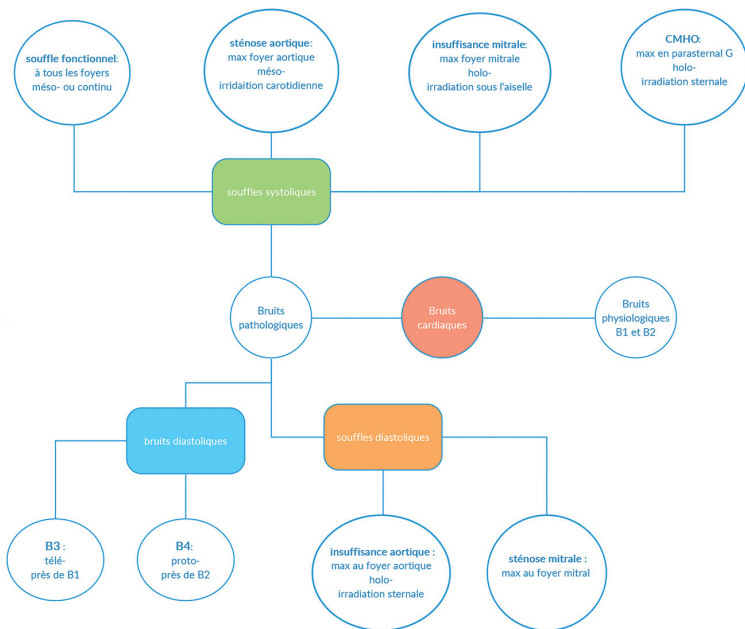 souffle fonctionnel:
à tous les foyers
méso- ou continu
sténose aortique:
max foyer aortique
méso-
irridaition carotidienne
insuffisance mitrale:
max foyer mitrale
holo-
irradiation sous l'aiselle
CMHO:
max en parasternal G
holo-
irradiation sternale
souffles systoliques
Bruits
pathologiques
Bruits
cardiaques
Bruits
physiologiques
B1 et B2
bruits diastoliques
souffles diastoliques
B3 :
télé-
près de B1
B4:
proto-
près de B2
insuffisance aortique :
max au foyer aortique
holo-
irradiation sternale
sténose mitrale :
max au foyer mitral